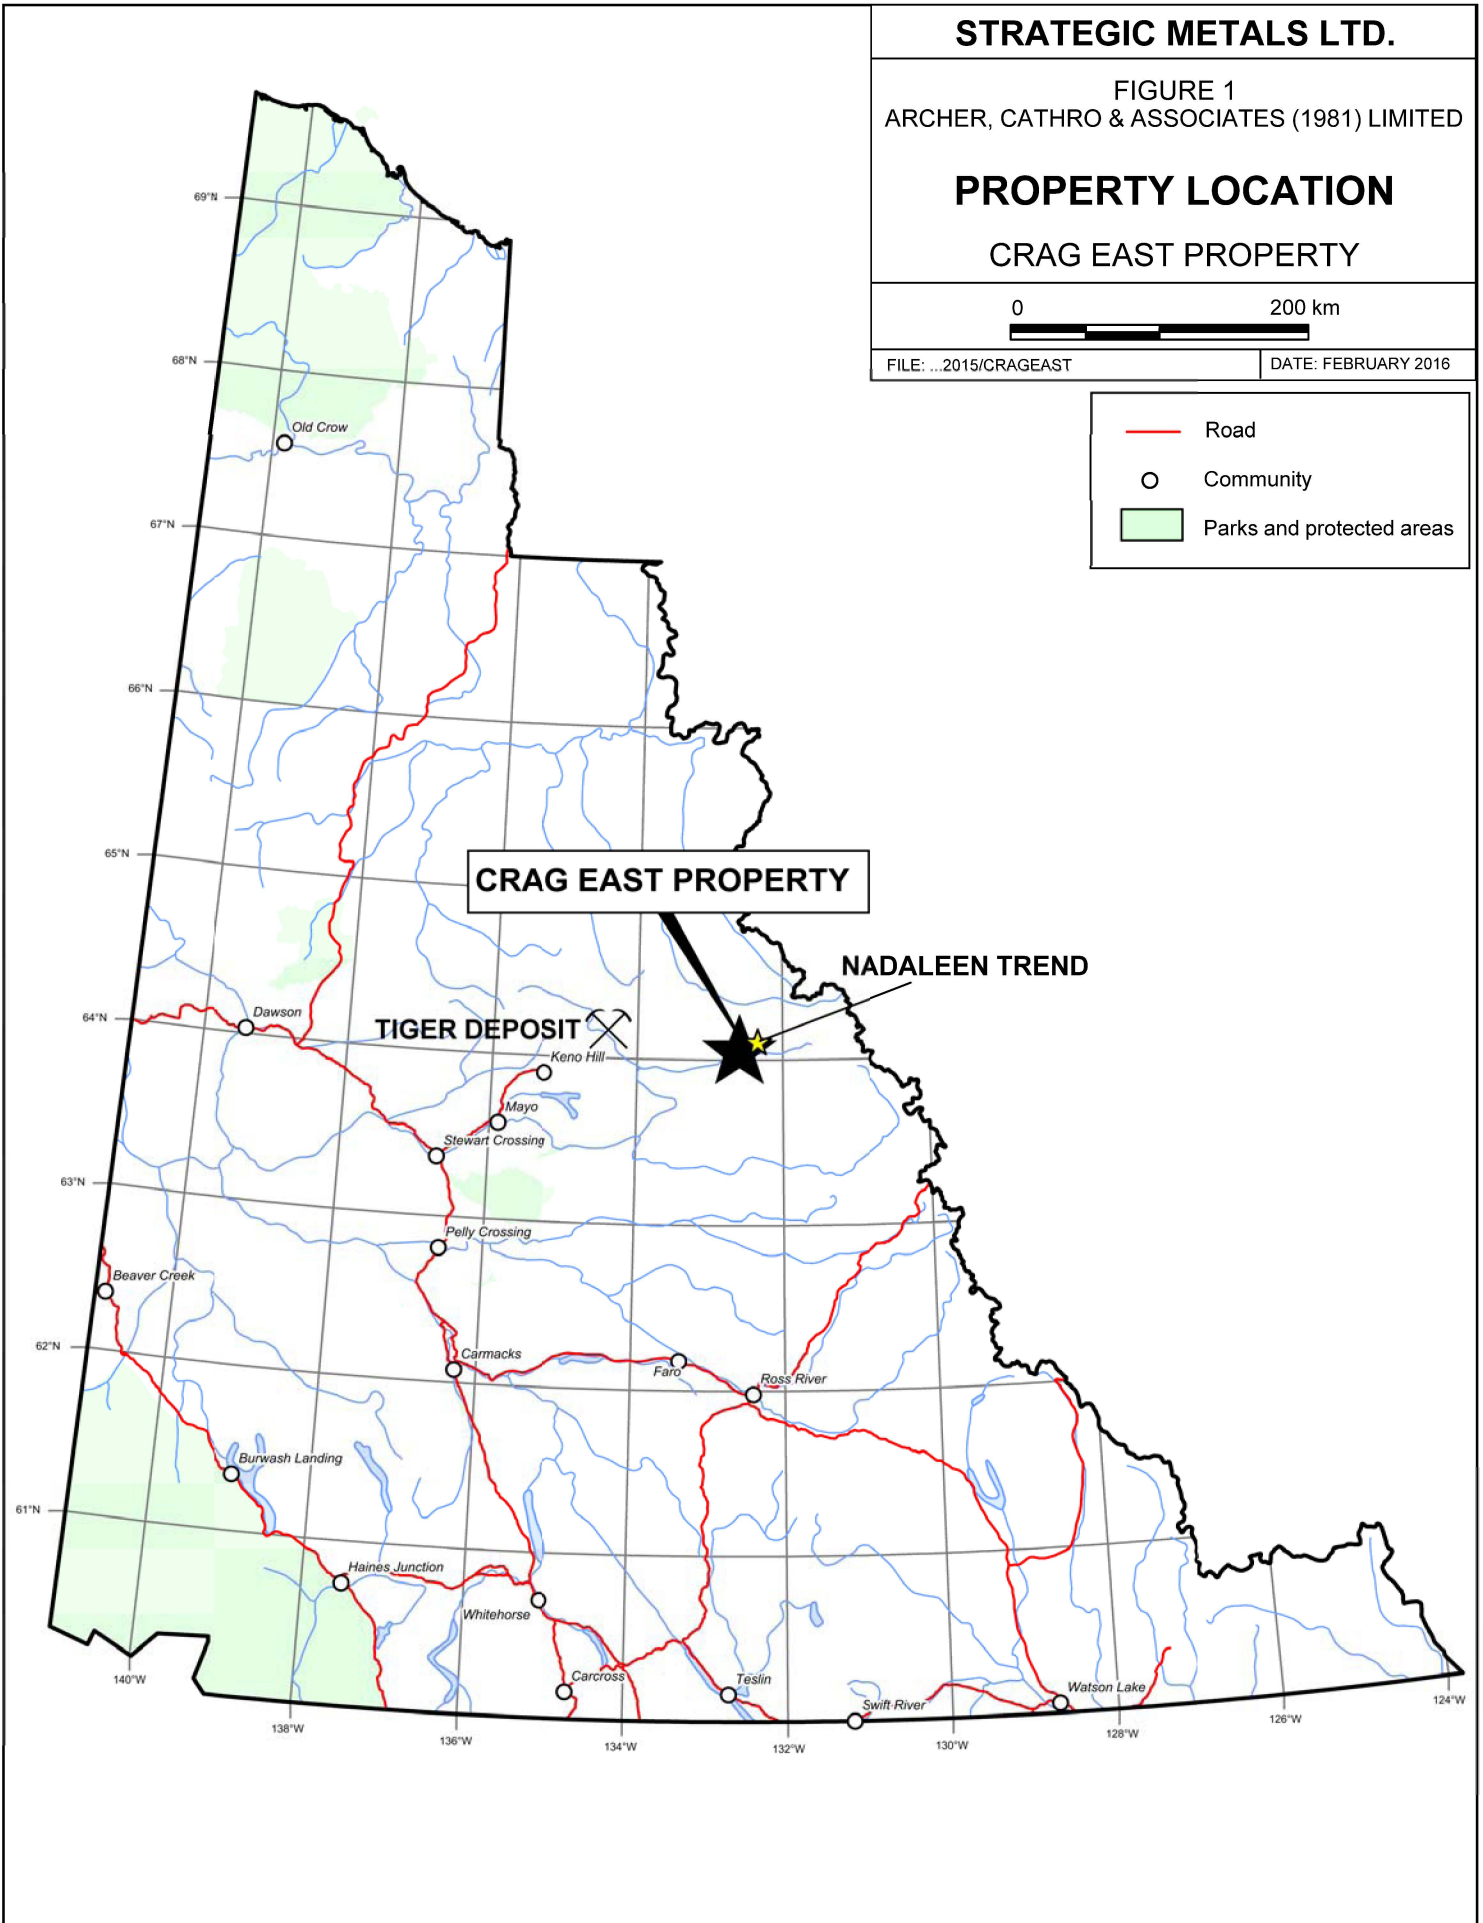 STRATEGIC METALS LTD.
FIGURE 1
ARCHER, CATHRO & ASSOCIATES (1981) LIMITED
PROPERTY LOCATION
CRAG EAST PROPERTY
0 200 km
FILE: ...2015/CRAGEAST DATE: FEBRUARY 2016
Road
Community
Parks and protected areas
69°N
68°N
Old Crow
67°N
66°N
65°N
CRAG EAST PROPERTY
NADALEEN TREND
Dawson
64°N
TIGER DEPOSIT
Keno Hill
Mayo
Stewart Crossing
63°N
Pelly Crossing
Beaver Creek
62°N
Carmacks
Faro
Ross River
Burwash Landing
61°N
Haines Junction
Whitehorse
Carcross
Teslin
Swift River
Watson Lake
140°W
138°W
136°W
134°W
132°W
130°W
128°W
126°W
124°W